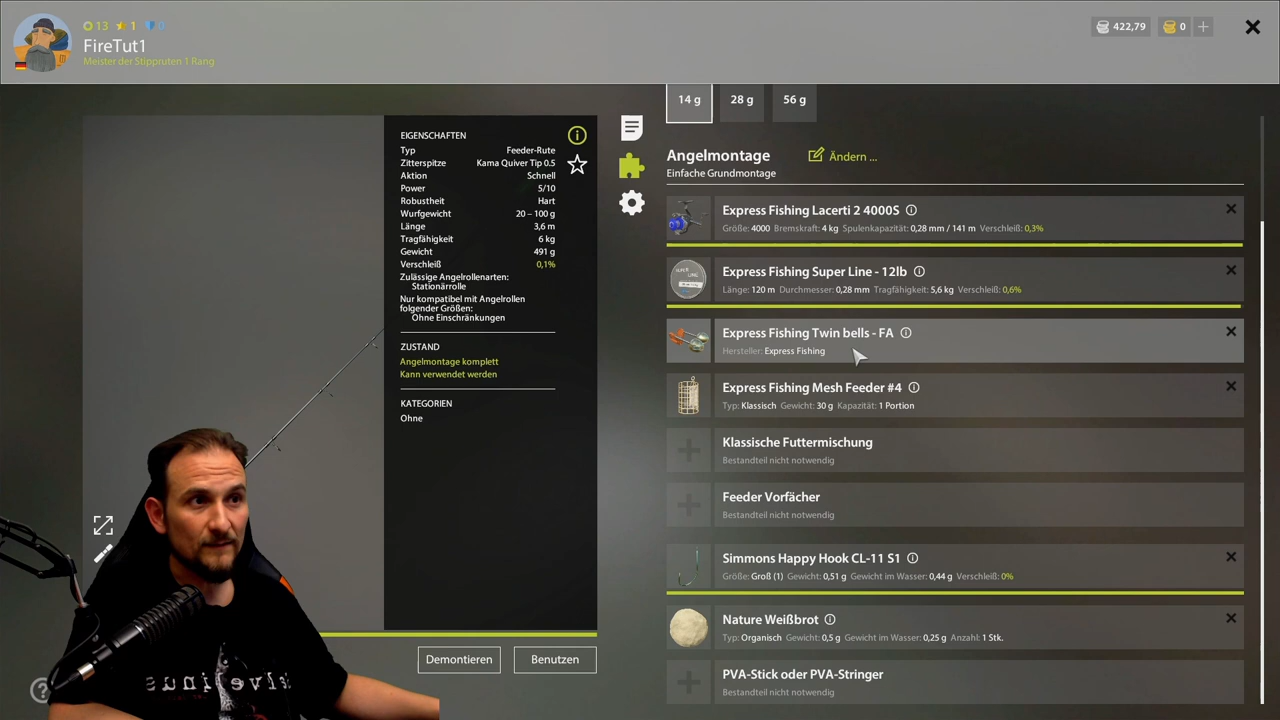 13 1 0
FireTut1
Meister der Stippruten 1 Rang
422,79
0
14 g
28 g
56 g
EIGENSCHAFTEN
Typ Feeder-Rute
Zitterspitze Kama Quiver Tip 0.5
Aktion Schnell
Power 5/10
Robustheit Hart
Wurfgewicht 20 – 100 g
Länge 3,6 m
Tragfähigkeit 6 kg
Gewicht 491 g
Verschleiß 0,1%
Zulässige Angelrollenarten:
Stationärrolle
Nur kompatibel mit Angelrollen
folgender Größen:
Ohne Einschränkungen
ZUSTAND
Angelmontage komplett
Kann verwendet werden
KATEGORIEN
Ohne
Demontieren
Benutzen
Angelmontage
Ändern ...
Einfache Grundmontage
Express Fishing Lacerti 2 4000S
Größe: 4000 Bremskraft: 4 kg Spulenkapazität: 0,28 mm / 141 m Verschleiß: 0,3%
Express Fishing Super Line - 12lb
Länge: 120 m Durchmesser: 0,28 mm Tragfähigkeit: 5,6 kg Verschleiß: 0,6%
Express Fishing Twin bells - FA
Hersteller: Express Fishing
Express Fishing Mesh Feeder #4
Typ: Klassisch Gewicht: 30 g Kapazität: 1 Portion
Klassische Futtermischung
Bestandteil nicht notwendig
Feeder Vorfächer
Bestandteil nicht notwendig
Simmons Happy Hook CL-11 S1
Größe: Groß (1) Gewicht: 0,51 g Gewicht im Wasser: 0,44 g Verschleiß: 0%
Nature Weißbrot
Typ: Organisch Gewicht: 0,5 g Gewicht im Wasser: 0,25 g Anzahl: 1 Stk.
PVA-Stick oder PVA-Stringer
Bestandteil nicht notwendig